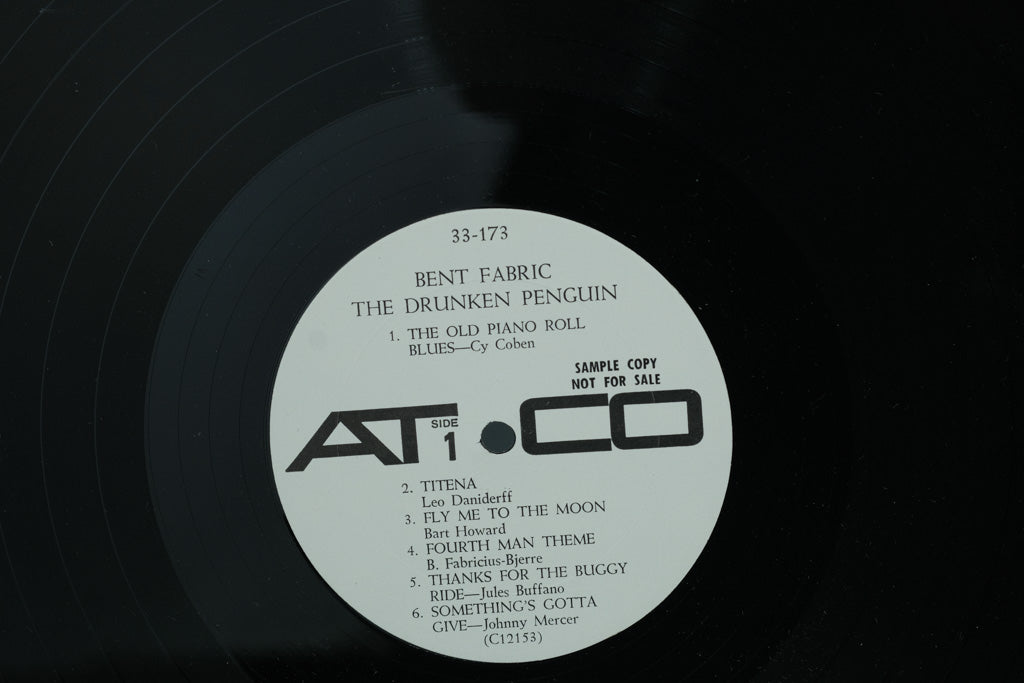 33-173
BENT FABRIC
THE DRUNKEN PENGUIN
1. THE OLD PIANO ROLL
BLUES—Cy Coben
SAMPLE COPY
NOT FOR SALE
AT•CO
SIDE
1
2. TITENA
Leo Daniderff
3. FLY ME TO THE MOON
Bart Howard
4. FOURTH MAN THEME
B. Fabricius-Bjerre
5. THANKS FOR THE BUGGY
RIDE—Jules Buffano
6. SOMETHING'S GOTTA
GIVE—Johnny Mercer
(C12153)